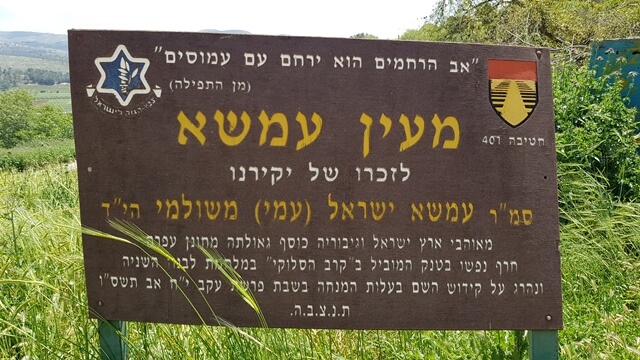 "אב הרחמים הוא ירחם עם עמוסים"
(מן התפילה)
צבא הגנה לישראל
חטיבה 401
מעין עמשא
לזכרו של יקירנו
סמ"ר עמשא ישראל (עמי) משולמי הי"ד
מאוהבי ארץ ישראל וגיבוריה כוסף גאולתה מחונן עפרה
חרף נפשו בטנק המוביל ב"קרב הסלוקי" במלחמת לבנון השניה
ונהרג על קידוש השם בעלות המנחה בשבת פרשת עקב י"ח אב תשס"ו
ת.נ.צ.ב.ה.